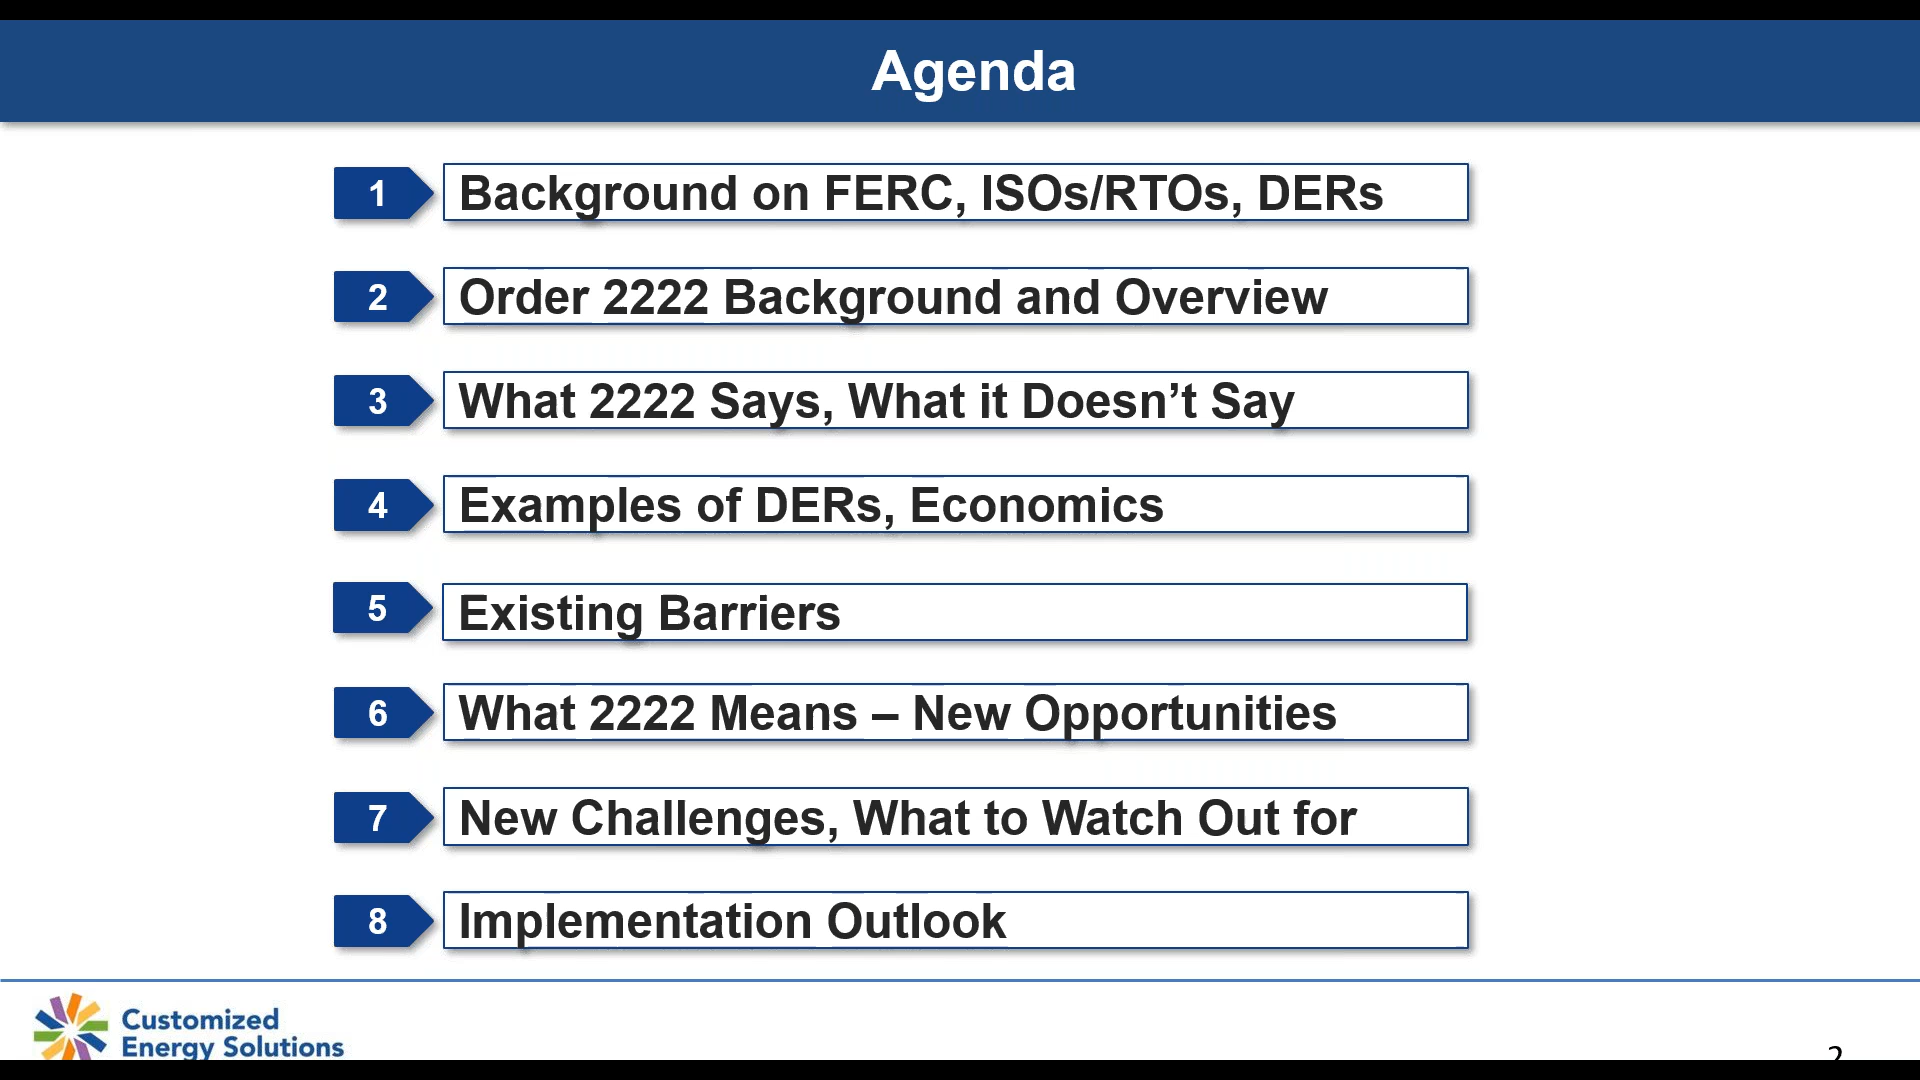 Agenda
1 Background on FERC, ISOs/RTOs, DERs
2 Order 2222 Background and Overview
3 What 2222 Says, What it Doesn’t Say
4 Examples of DERs, Economics
5 Existing Barriers
6 What 2222 Means – New Opportunities
7 New Challenges, What to Watch Out for
8 Implementation Outlook
Customized
Energy Solutions
2